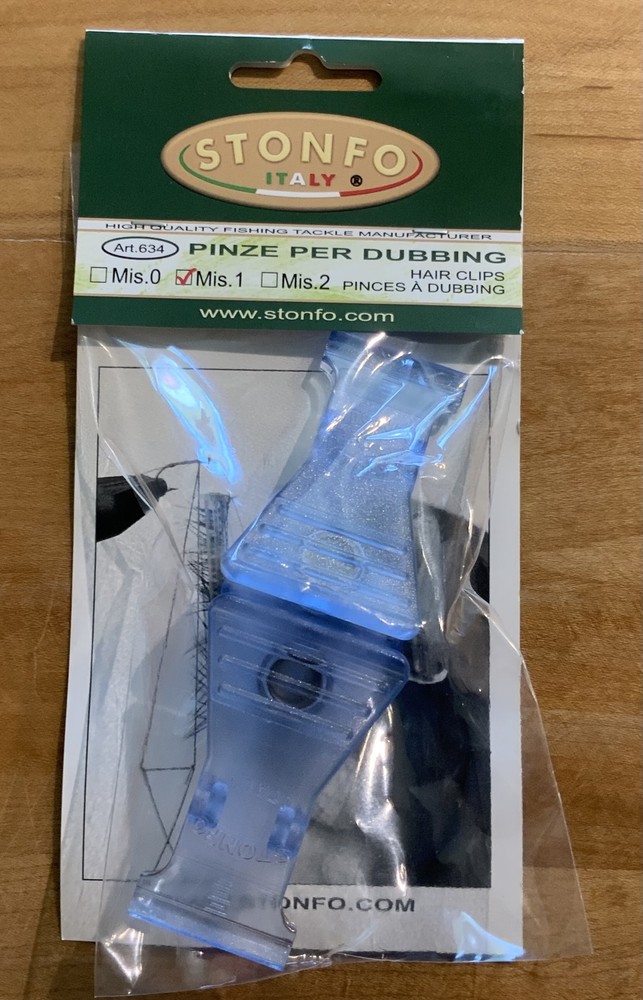 STONFO
ITALY ®
HIGH QUALITY FISHING TACKLE MANUFACTURER
Art.634 PINZE PER DUBBING
Mis.0 Mis.1 Mis.2 HAIR CLIPS
PINCES À DUBBING
www.stonfo.com
STONFO.COM